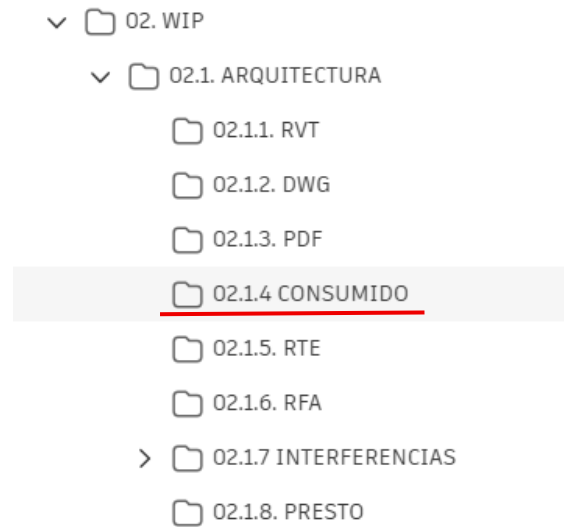 02. WIP
02.1. ARQUITECTURA
02.1.1. RVT
02.1.2. DWG
02.1.3. PDF
02.1.4 CONSUMIDO
02.1.5. RTE
02.1.6. RFA
02.1.7 INTERFERENCIAS
02.1.8. PRESTO